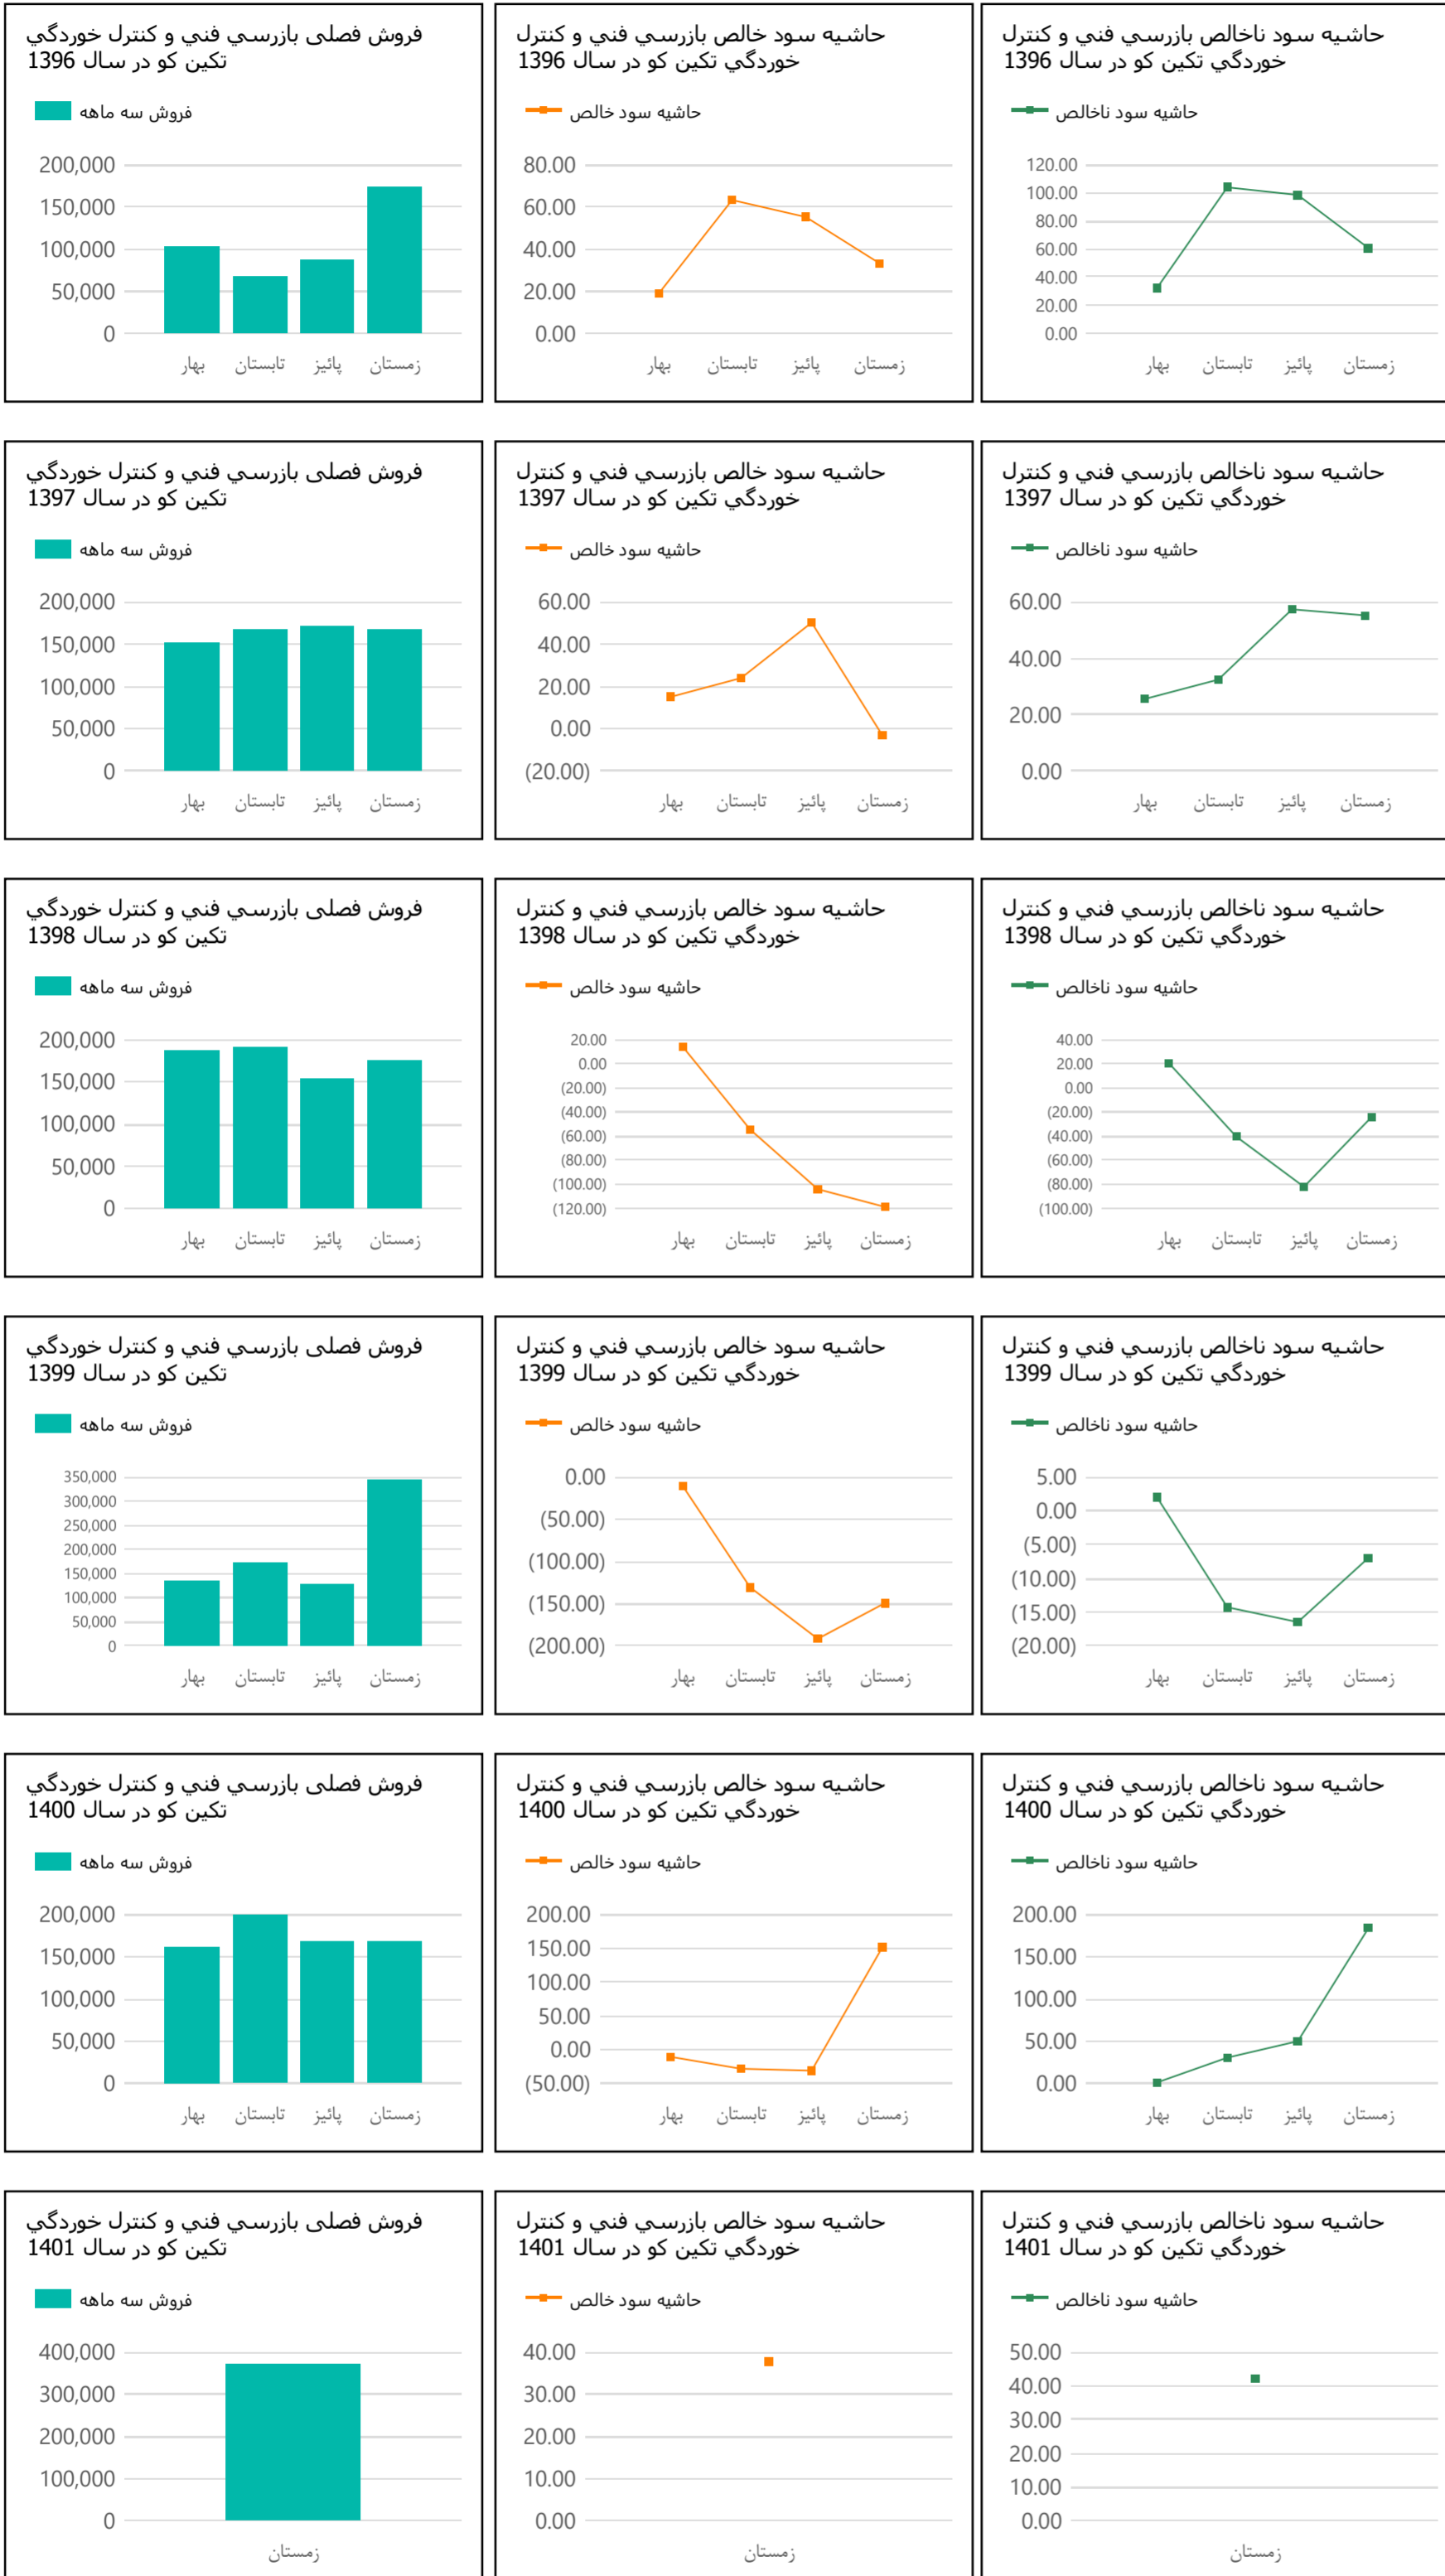 فروش فصلی بازرسي فني و کنترل خوردگي
تکین کو در سال 1396
فروش سه ماهه
200,000
150,000
100,000
50,000
0
بهار تابستان پائیز زمستان
حاشیه سود خالص بازرسي فني و کنترل
خوردگي تکین کو در سال 1396
حاشیه سود خالص
80.00
60.00
40.00
20.00
0.00
بهار تابستان پائیز زمستان
حاشیه سود ناخالص بازرسي فني و کنترل
خوردگي تکین کو در سال 1396
حاشیه سود ناخالص
120.00
100.00
80.00
60.00
40.00
20.00
0.00
بهار تابستان پائیز زمستان
فروش فصلی بازرسي فني و کنترل خوردگي
تکین کو در سال 1397
فروش سه ماهه
200,000
150,000
100,000
50,000
0
بهار تابستان پائیز زمستان
حاشیه سود خالص بازرسي فني و کنترل
خوردگي تکین کو در سال 1397
حاشیه سود خالص
60.00
40.00
20.00
0.00
(20.00)
بهار تابستان پائیز زمستان
حاشیه سود ناخالص بازرسي فني و کنترل
خوردگي تکین کو در سال 1397
حاشیه سود ناخالص
60.00
40.00
20.00
0.00
بهار تابستان پائیز زمستان
فروش فصلی بازرسي فني و کنترل خوردگي
تکین کو در سال 1398
فروش سه ماهه
200,000
150,000
100,000
50,000
0
بهار تابستان پائیز زمستان
حاشیه سود خالص بازرسي فني و کنترل
خوردگي تکین کو در سال 1398
حاشیه سود خالص
20.00
0.00
(20.00)
(40.00)
(60.00)
(80.00)
(100.00)
(120.00)
بهار تابستان پائیز زمستان
حاشیه سود ناخالص بازرسي فني و کنترل
خوردگي تکین کو در سال 1398
حاشیه سود ناخالص
40.00
20.00
0.00
(20.00)
(40.00)
(60.00)
(80.00)
(100.00)
بهار تابستان پائیز زمستان
فروش فصلی بازرسي فني و کنترل خوردگي
تکین کو در سال 1399
فروش سه ماهه
350,000
300,000
250,000
200,000
150,000
100,000
50,000
0
بهار تابستان پائیز زمستان
حاشیه سود خالص بازرسي فني و کنترل
خوردگي تکین کو در سال 1399
حاشیه سود خالص
0.00
(50.00)
(100.00)
(150.00)
(200.00)
بهار تابستان پائیز زمستان
حاشیه سود ناخالص بازرسي فني و کنترل
خوردگي تکین کو در سال 1399
حاشیه سود ناخالص
5.00
0.00
(5.00)
(10.00)
(15.00)
(20.00)
بهار تابستان پائیز زمستان
فروش فصلی بازرسي فني و کنترل خوردگي
تکین کو در سال 1400
فروش سه ماهه
200,000
150,000
100,000
50,000
0
بهار تابستان پائیز زمستان
حاشیه سود خالص بازرسي فني و کنترل
خوردگي تکین کو در سال 1400
حاشیه سود خالص
200.00
150.00
100.00
50.00
0.00
(50.00)
بهار تابستان پائیز زمستان
حاشیه سود ناخالص بازرسي فني و کنترل
خوردگي تکین کو در سال 1400
حاشیه سود ناخالص
200.00
150.00
100.00
50.00
0.00
بهار تابستان پائیز زمستان
فروش فصلی بازرسي فني و کنترل خوردگي
تکین کو در سال 1401
فروش سه ماهه
400,000
300,000
200,000
100,000
0
زمستان
حاشیه سود خالص بازرسي فني و کنترل
خوردگي تکین کو در سال 1401
حاشیه سود خالص
40.00
30.00
20.00
10.00
0.00
زمستان
حاشیه سود ناخالص بازرسي فني و کنترل
خوردگي تکین کو در سال 1401
حاشیه سود ناخالص
50.00
40.00
30.00
20.00
10.00
0.00
زمستان